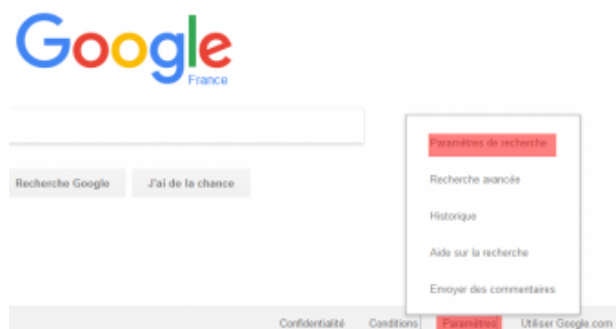 Google
France
Paramètres de recherche
Recherche Google J'ai de la chance
Recherche avancée
Historique
Aide sur la recherche
Envoyer des commentaires
Confidentialité Conditions Paramètres Utiliser Google.com